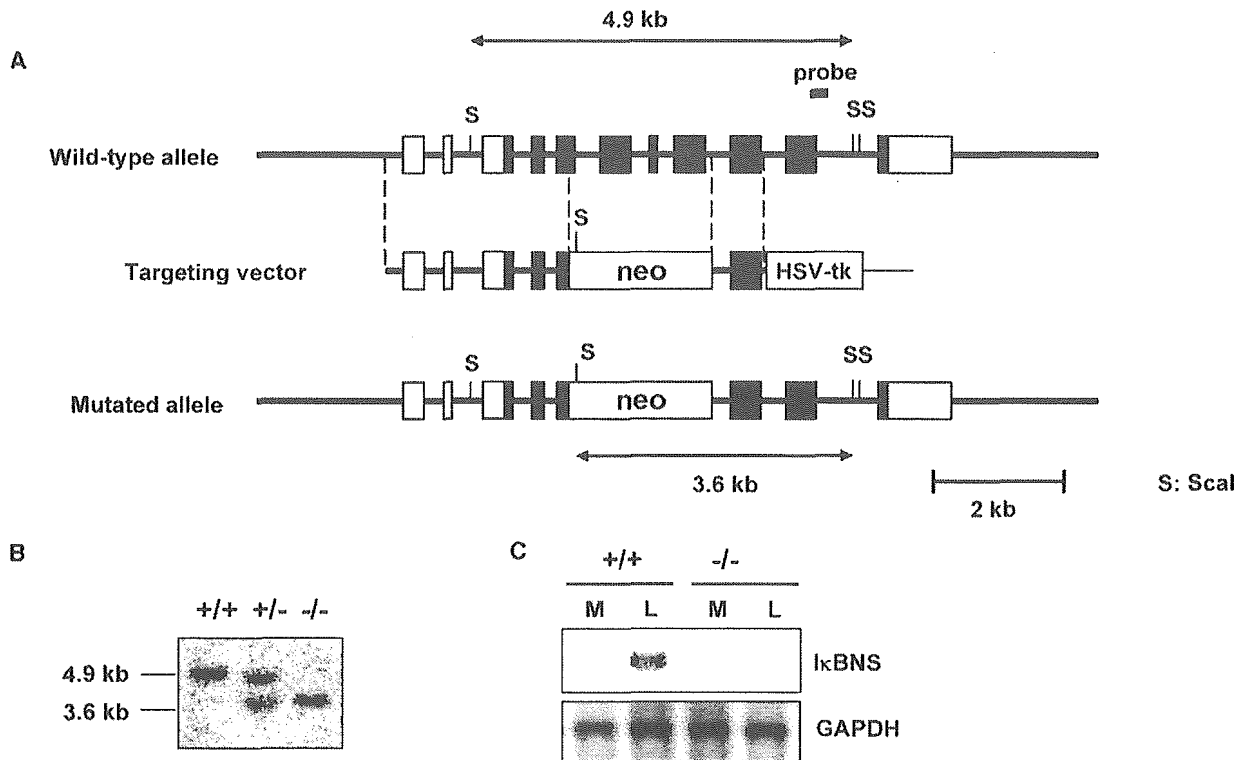 4.9 kb
A
probe
S
SS
Wild-type allele
S
Targeting vector
neo
HSV-tk
S
S
SS
Mutated allele
neo
3.6 kb
2 kb
S: ScaI
B
+/+ +/- -/-
4.9 kb
3.6 kb
C
+/+ -/-
M L M L
IκBNS
GAPDH